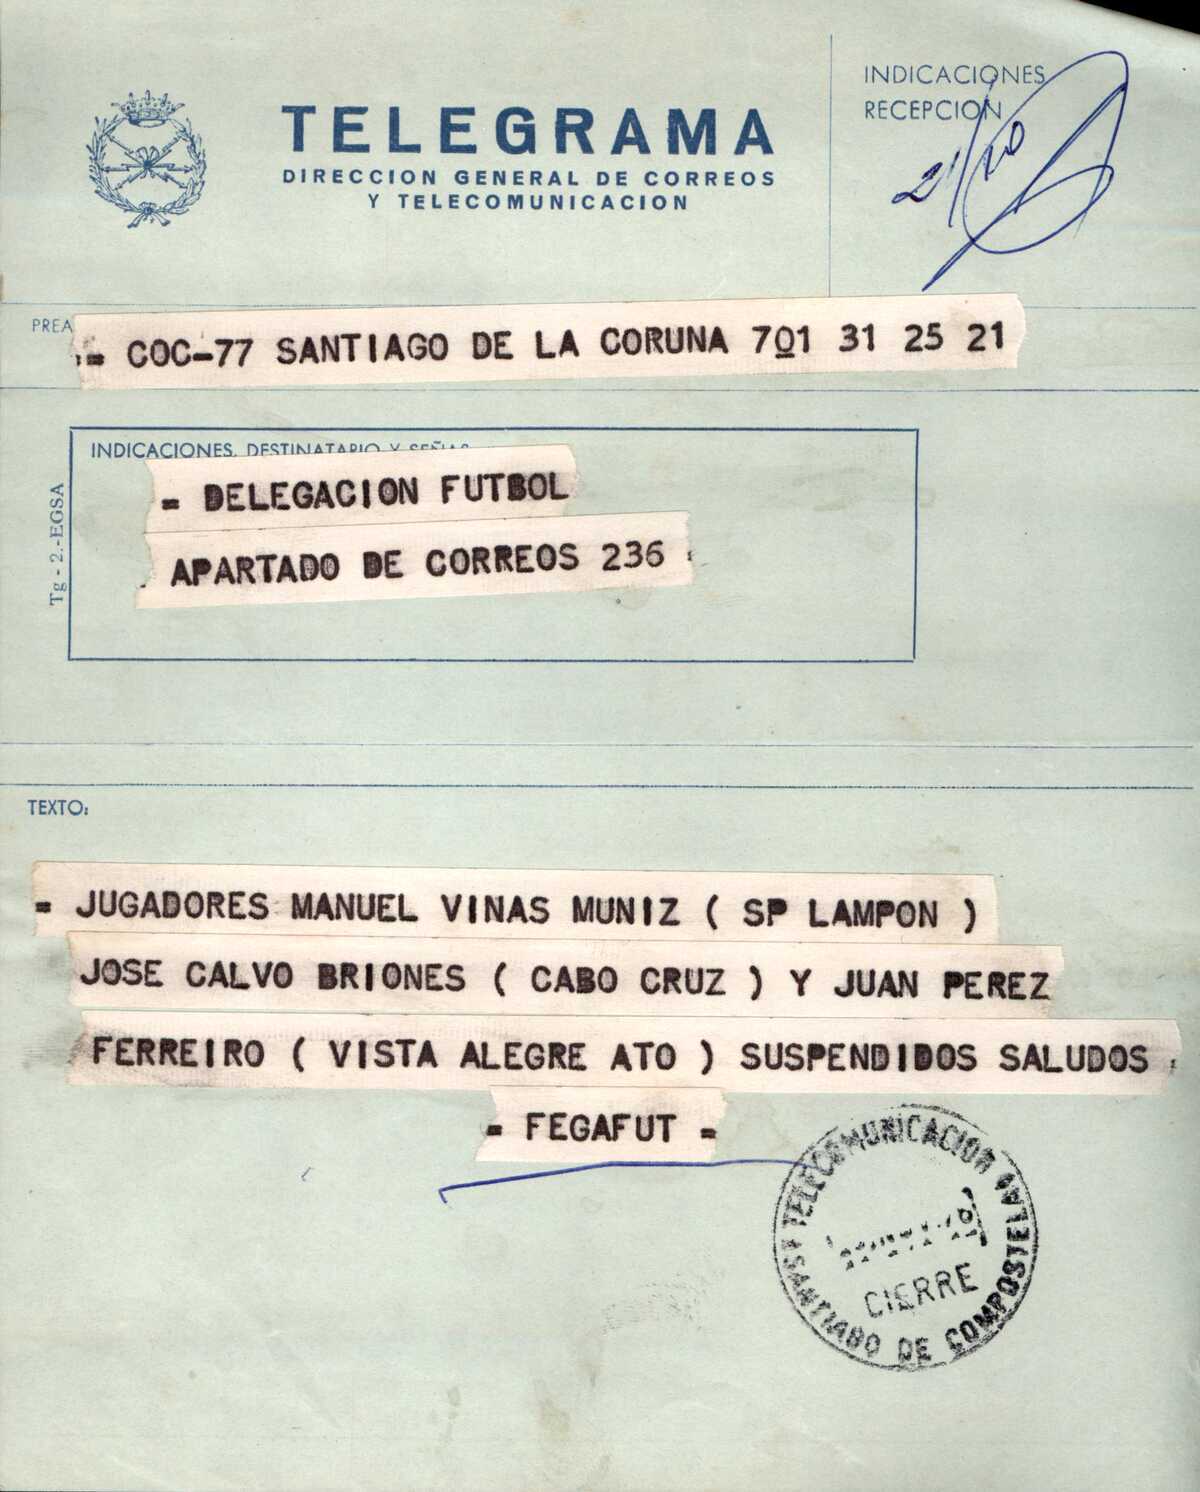 TELEGRAMA
DIRECCION GENERAL DE CORREOS
Y TELECOMUNICACION
INDICACIONES
RECEPCION
21/20
PREA
= COC-77 SANTIAGO DE LA CORUNA 701 31 25 21
INDICACIONES, DESTINATARIO Y SEÑAS
= DELEGACION FUTBOL
APARTADO DE CORREOS 236
Tg - 2.-EGSA
TEXTO:
= JUGADORES MANUEL VINAS MUNIZ ( SP LAMPON )
JOSE CALVO BRIONES ( CABO CRUZ ) Y JUAN PEREZ
FERREIRO ( VISTA ALEGRE ATO ) SUSPENDIDOS SALUDOS
= FEGAFUT =
TELECOMUNICACION
CIERRE
SANTIAGO DE COMPOSTELA